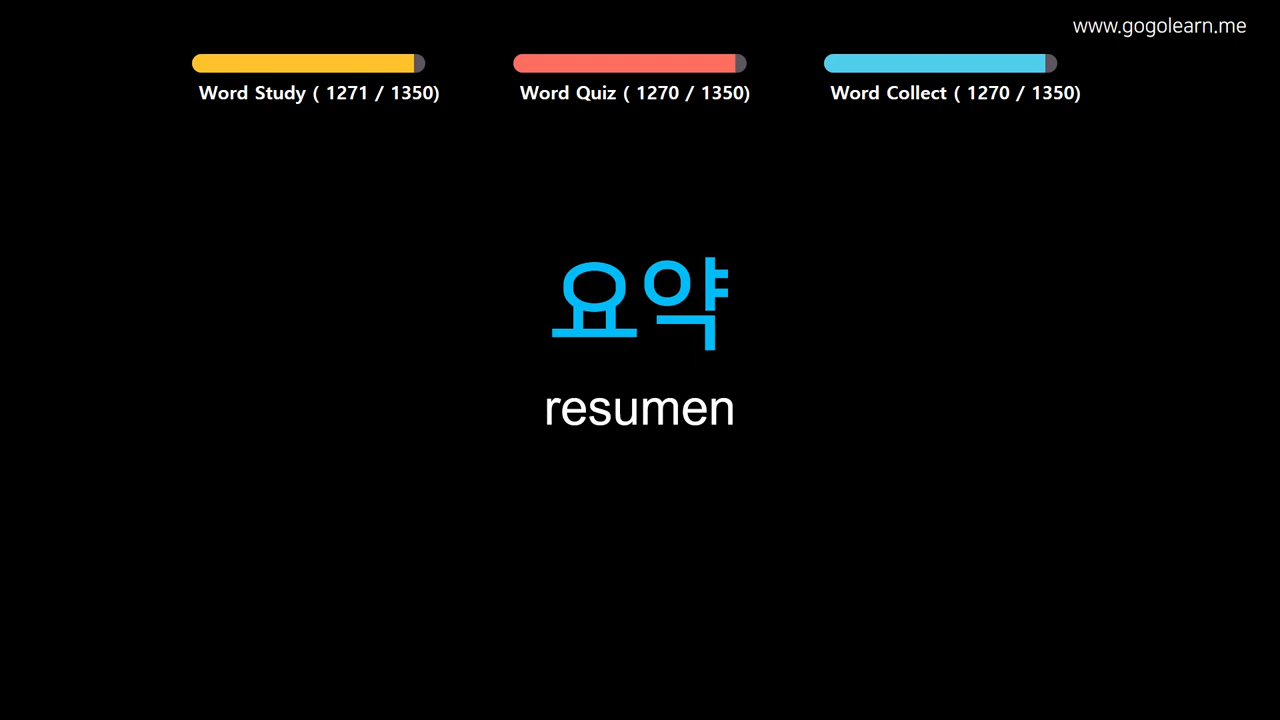 www.gogolearn.me
Word Study ( 1271 / 1350)
Word Quiz ( 1270 / 1350)
Word Collect ( 1270 / 1350)
요약
resumen